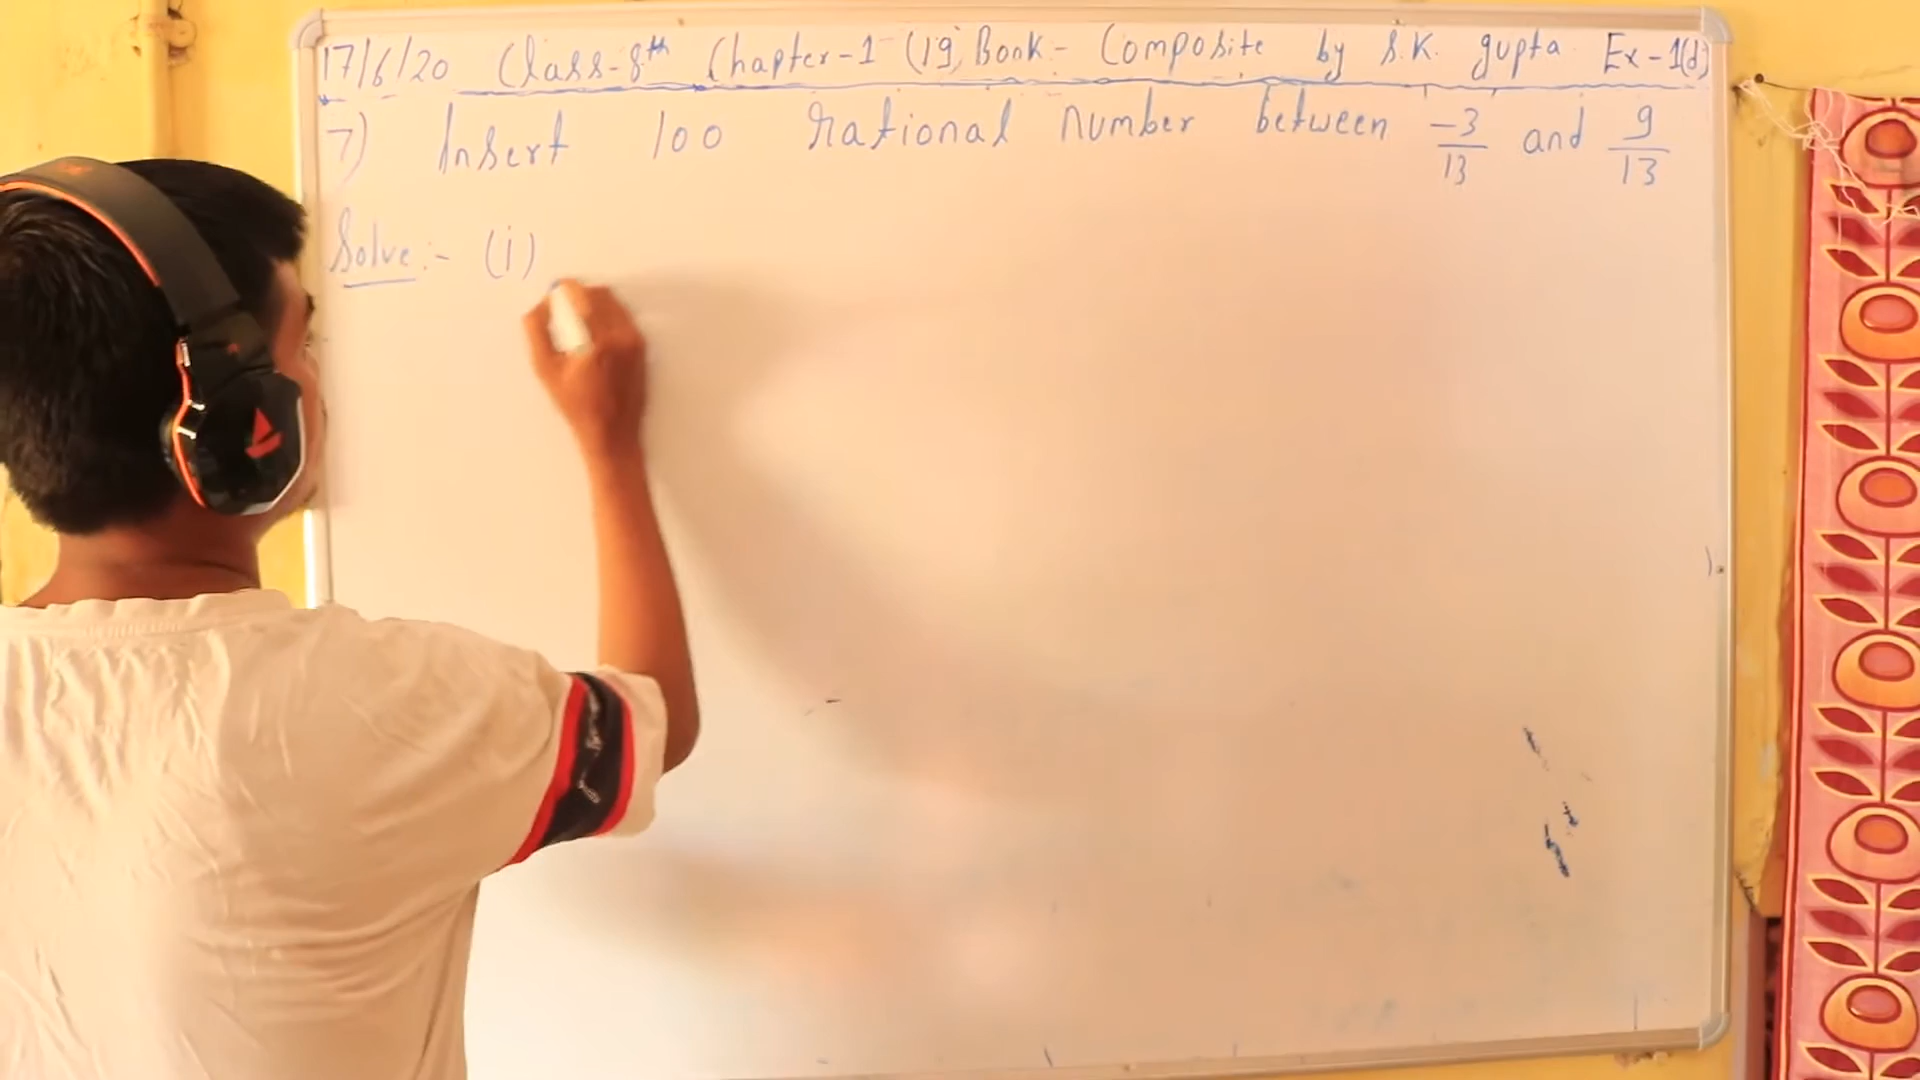 17/6/20 Class-8th Chapter-1 (19) Book:- Composite by S.K. gupta Ex-1(d)
7) Insert 100 rational number between -3/13 and 9/13
Solve:- (i)